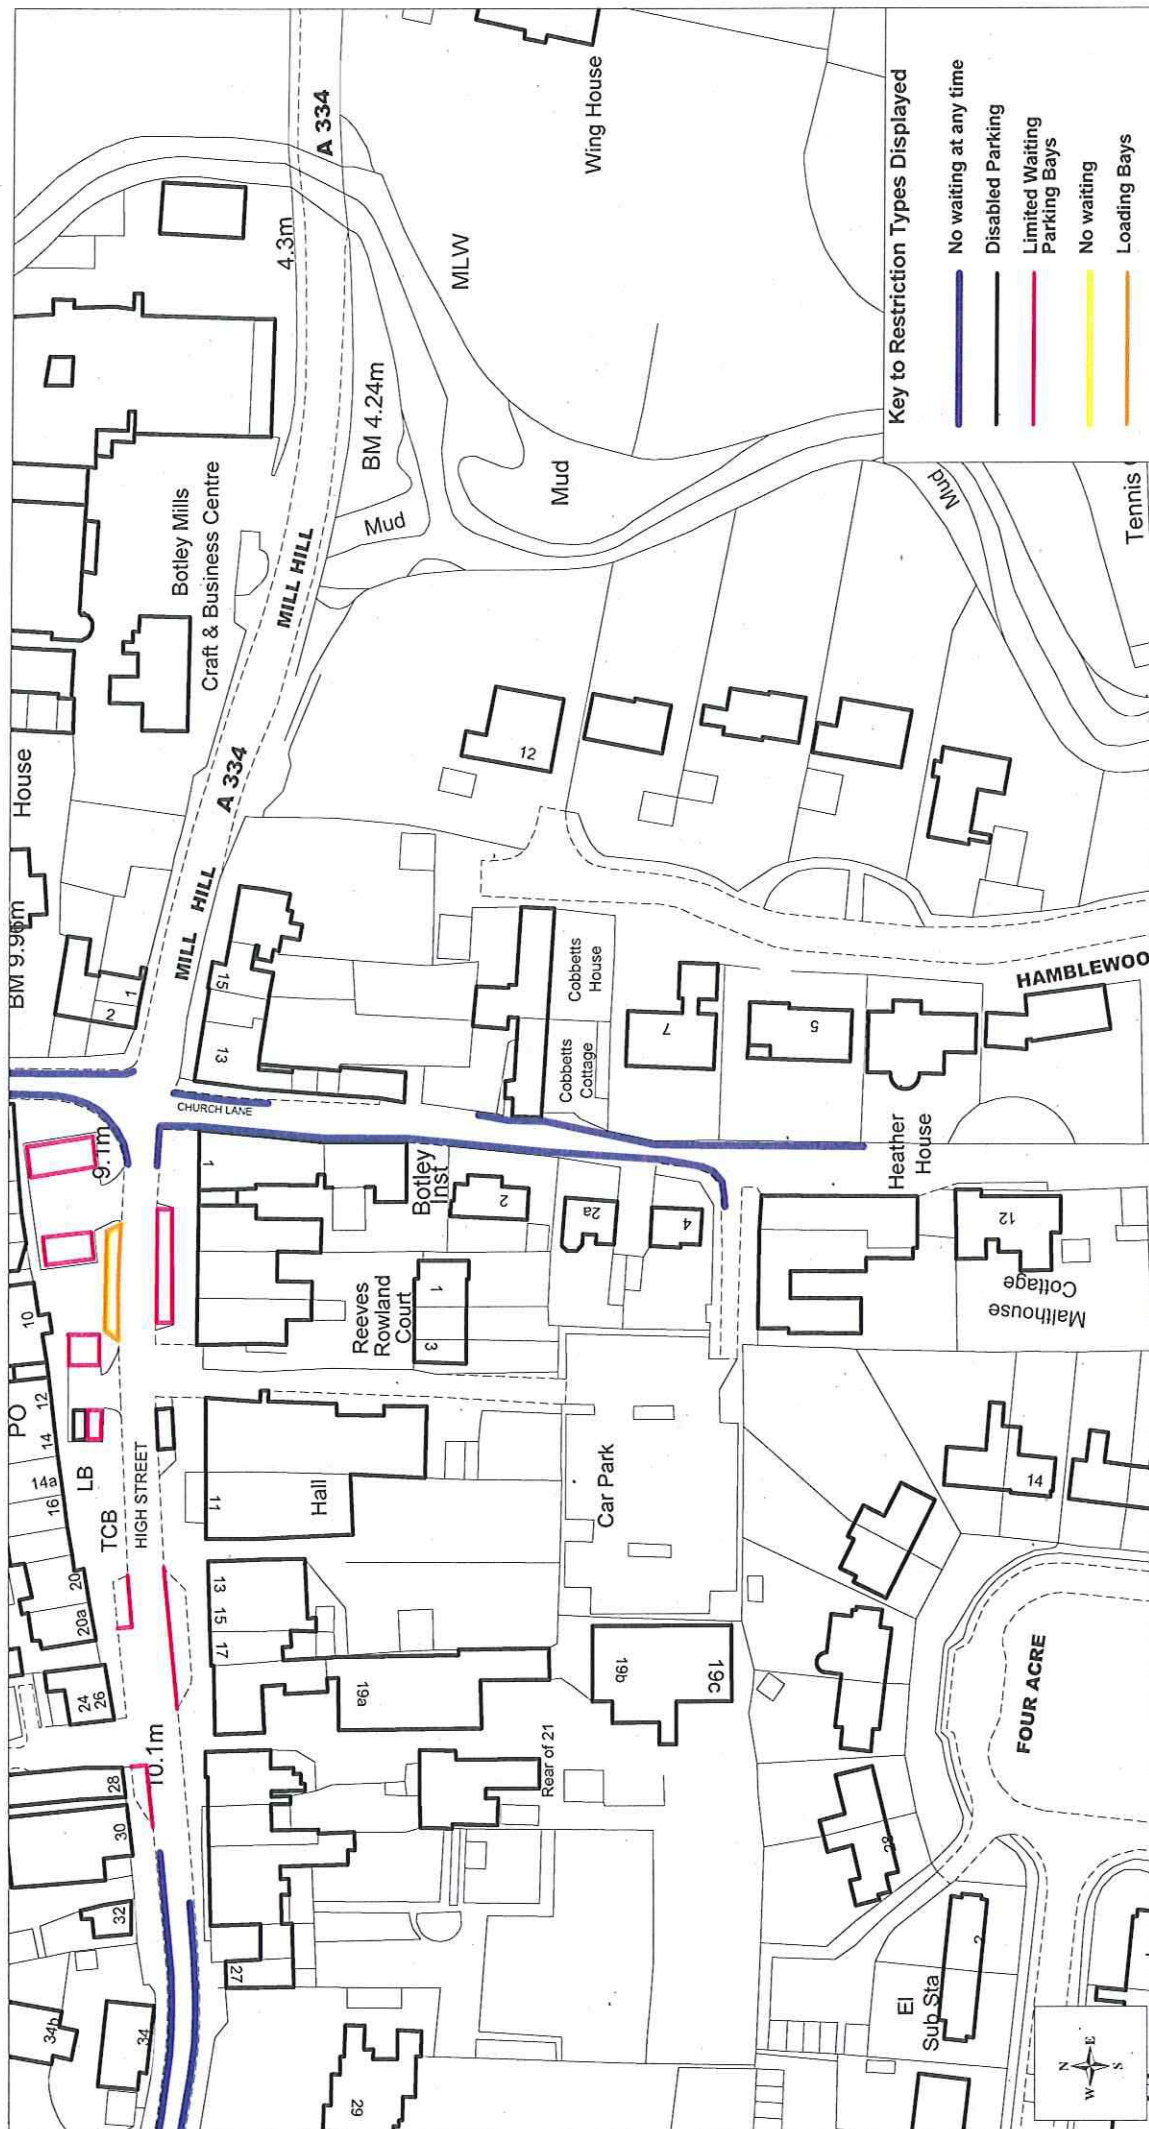 House
BM 9.96m
Botley Mills
Craft & Business Centre
4.3m
A 334
MILL HILL
A 334
MILL HILL
BM 4.24m
Mud
MLW
Mud
Mud
Wing House
Tennis
PO
10
12
14
14a
16
20
20a
24
26
28
30
32
34
34b
LB
TCB
HIGH STREET
9.1m
10.1m
2
1
15
13
CHURCH LANE
1
Botley
Inst
2
2a
4
Reeves
Rowland
Court
1
3
11
Hall
13
15
17
19a
19b
19c
Rear of 21
27
29
Car Park
Cobbetts
House
Cobbetts
Cottage
7
5
12
HAMBLEWOO
Heather
House
12
Malthouse
Cottage
14
FOUR ACRE
28
2
El
Sub Sta
Key to Restriction Types Displayed
No waiting at any time
Disabled Parking
Limited Waiting
Parking Bays
No waiting
Loading Bays
N
W E
S